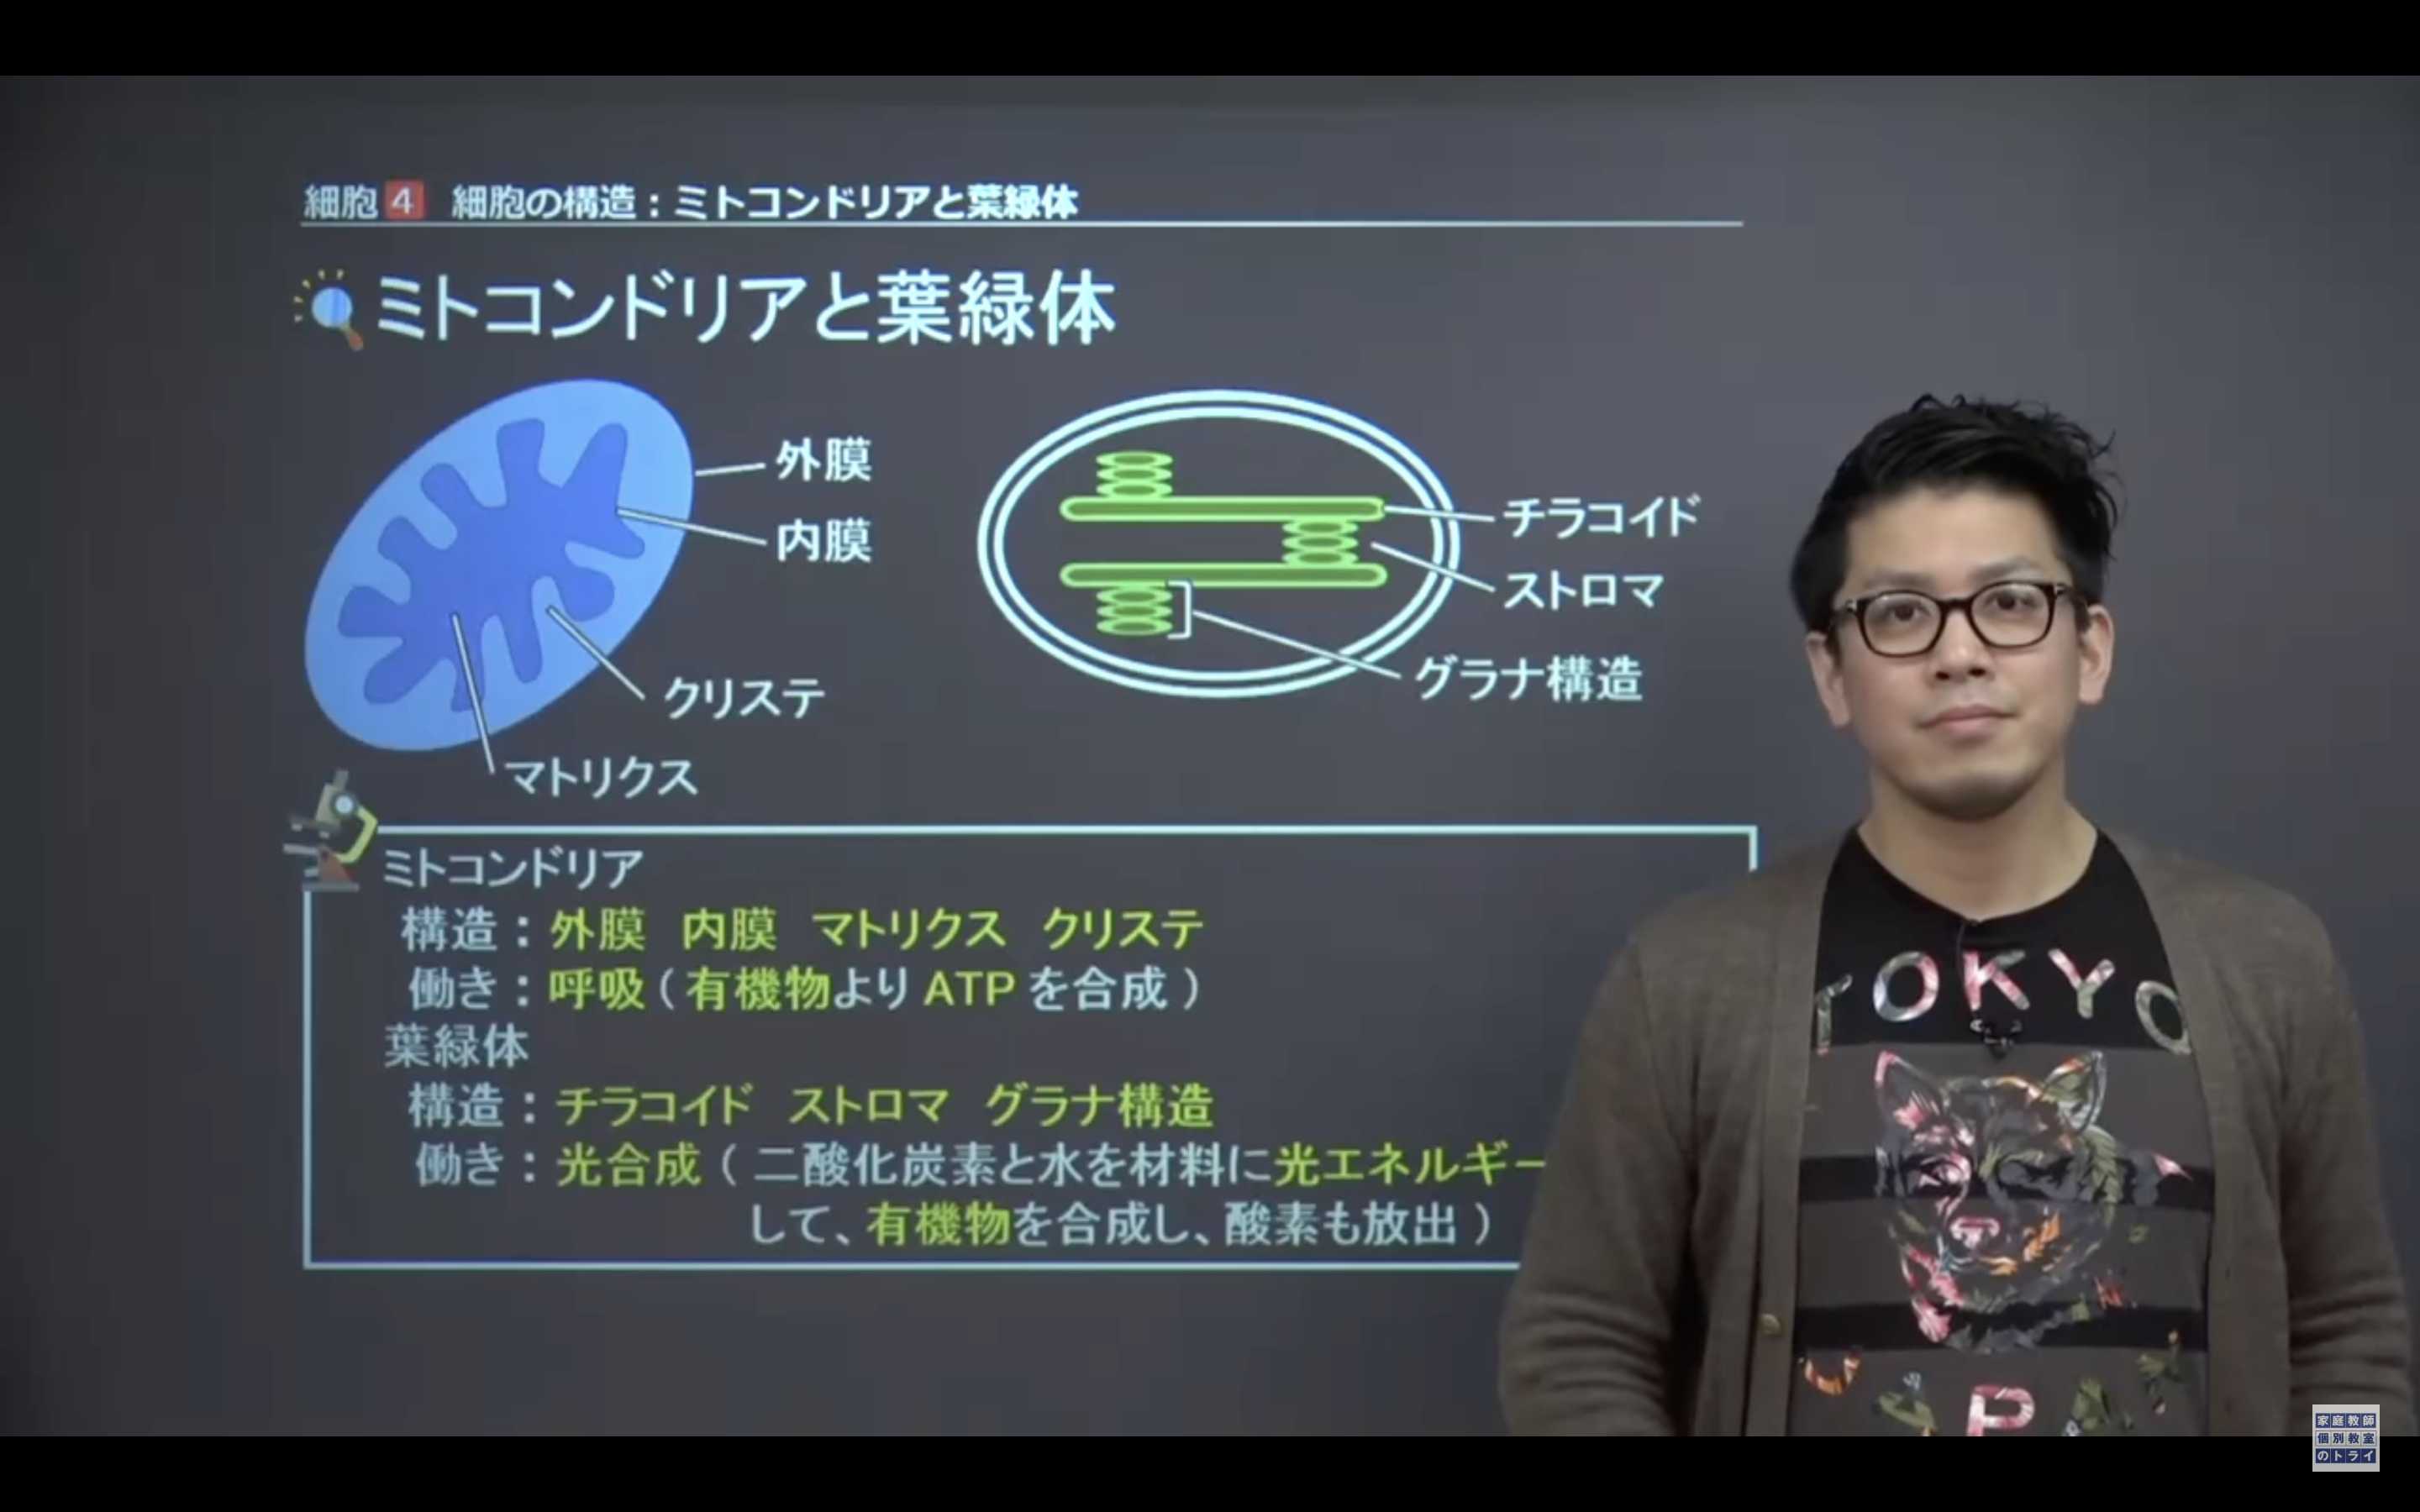 細胞 4 細胞の構造：ミトコンドリアと葉緑体
ミトコンドリアと葉緑体
外膜
内膜
クリステ
マトリクス
チラコイド
ストロマ
グラナ構造
ミトコンドリア
構造：外膜 内膜 マトリクス クリステ
働き：呼吸（有機物より ATP を合成）
葉緑体
構造：チラコイド ストロマ グラナ構造
働き：光合成（二酸化炭素と水を材料に光エネルギー
して、有機物を合成し、酸素も放出）
TOKYO
JAPA
家庭教師
個別教室
のトライ